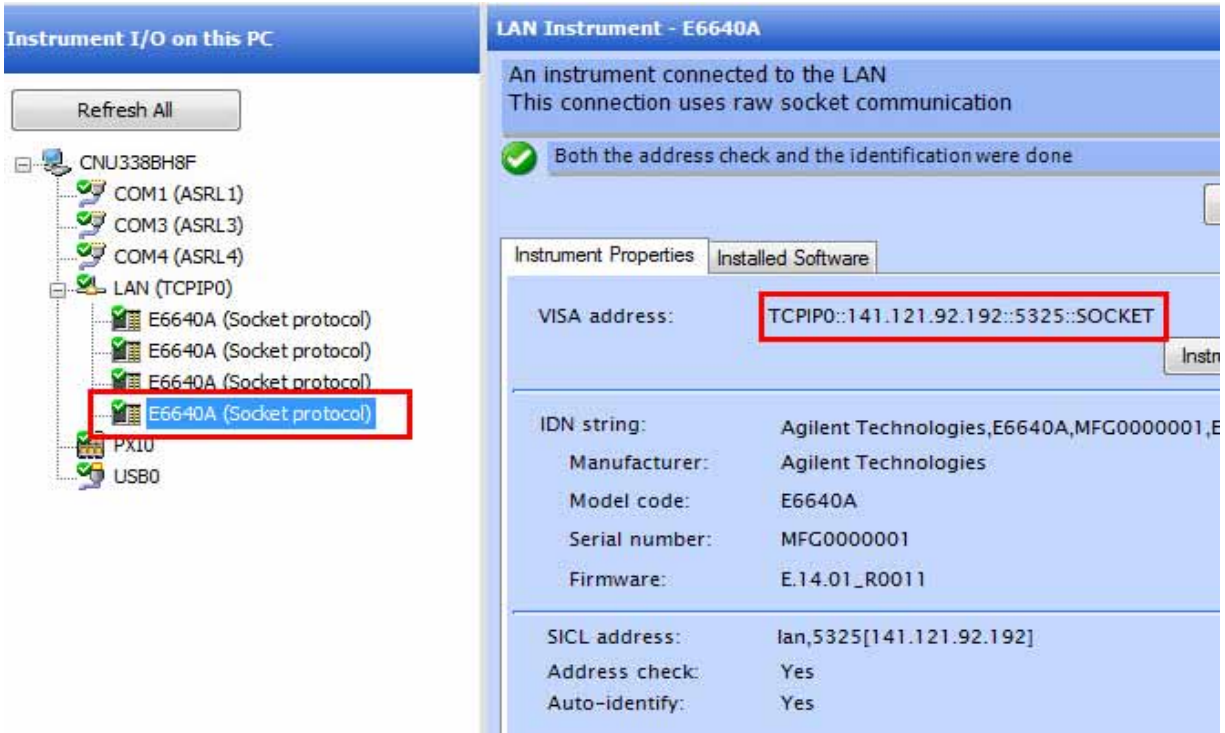 Instrument I/O on this PC
Refresh All
CNU338BH8F
COM1 (ASRL1)
COM3 (ASRL3)
COM4 (ASRL4)
LAN (TCPIP0)
E6640A (Socket protocol)
E6640A (Socket protocol)
E6640A (Socket protocol)
E6640A (Socket protocol)
PXI0
USB0
LAN Instrument - E6640A
An instrument connected to the LAN
This connection uses raw socket communication
Both the address check and the identification were done
Instrument Properties Installed Software
VISA address: TCPIP0::141.121.92.192::5325::SOCKET
Instr
IDN string: Agilent Technologies,E6640A,MFG0000001,E
Manufacturer: Agilent Technologies
Model code: E6640A
Serial number: MFG0000001
Firmware: E.14.01_R0011
SICL address: lan,5325[141.121.92.192]
Address check: Yes
Auto-identify: Yes